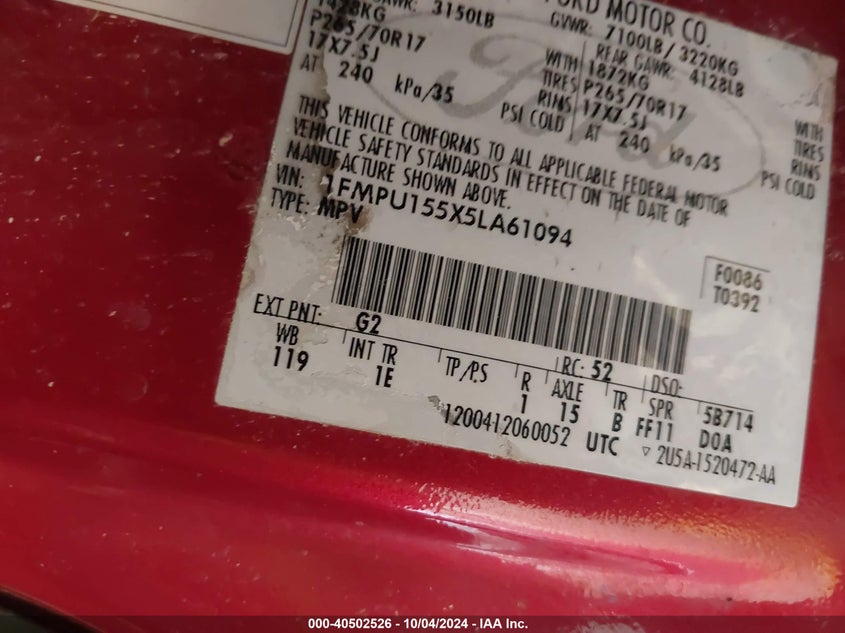 FORD MOTOR CO.
GAWR: 3150LB GVWR: 7100LB/ 3220KG
1428KG REAR GAWR: 4128LB
P265/70R17 WITH 1872KG WITH
17X7.5J TIRES P265/70R17 TIRES
AT 240 kPa/35 RIMS 17X7.5J RIMS
PSI COLD AT 240 kPa/35 PSI COLD
THIS VEHICLE CONFORMS TO ALL APPLICABLE FEDERAL MOTOR
VEHICLE SAFETY STANDARDS IN EFFECT ON THE DATE OF
MANUFACTURE SHOWN ABOVE.
VIN: 1FMPU155X5LA61094
TYPE: MPV
F0086
T0392
EXT PNT: G2 RC: 52 DSO:
WB INT TR TP/PS R AXLE TR SPR 5B714
119 1E 1 15 B FF11 DOA
1200412060052 UTC ▽ 2U5A-1520472-AA
Ford
000-40502526 - 10/04/2024 - IAA Inc.